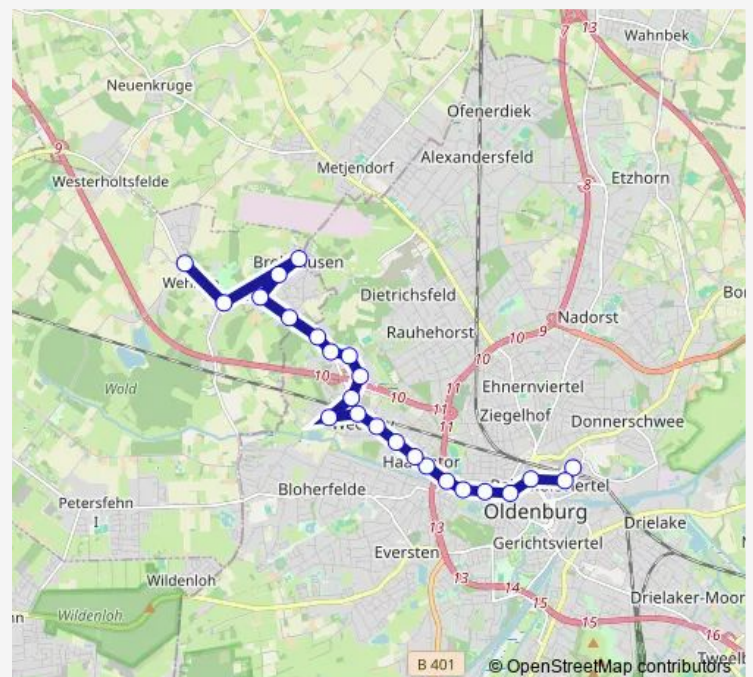 13
7
Wahnbek
Neuenkruge
Ofenerdiek
9
Metjendorf
Alexandersfeld
Westerholtsfelde
8
Etzhorn
Dietrichsfeld
Nadorst
Rauhehorst
10
9
10
11
Ehnernviertel
Wold
10
10
11
11
Ziegelhof
Donnerschwee
Bloherfelde
Oldenburg
Petersfehn
I
13
Drielake
Eversten
Gerichtsviertel
13
14
Wildenloh
15
Drielaker-Moor
Wildenloh
15
16
B 401
© OpenStreetMap contributors